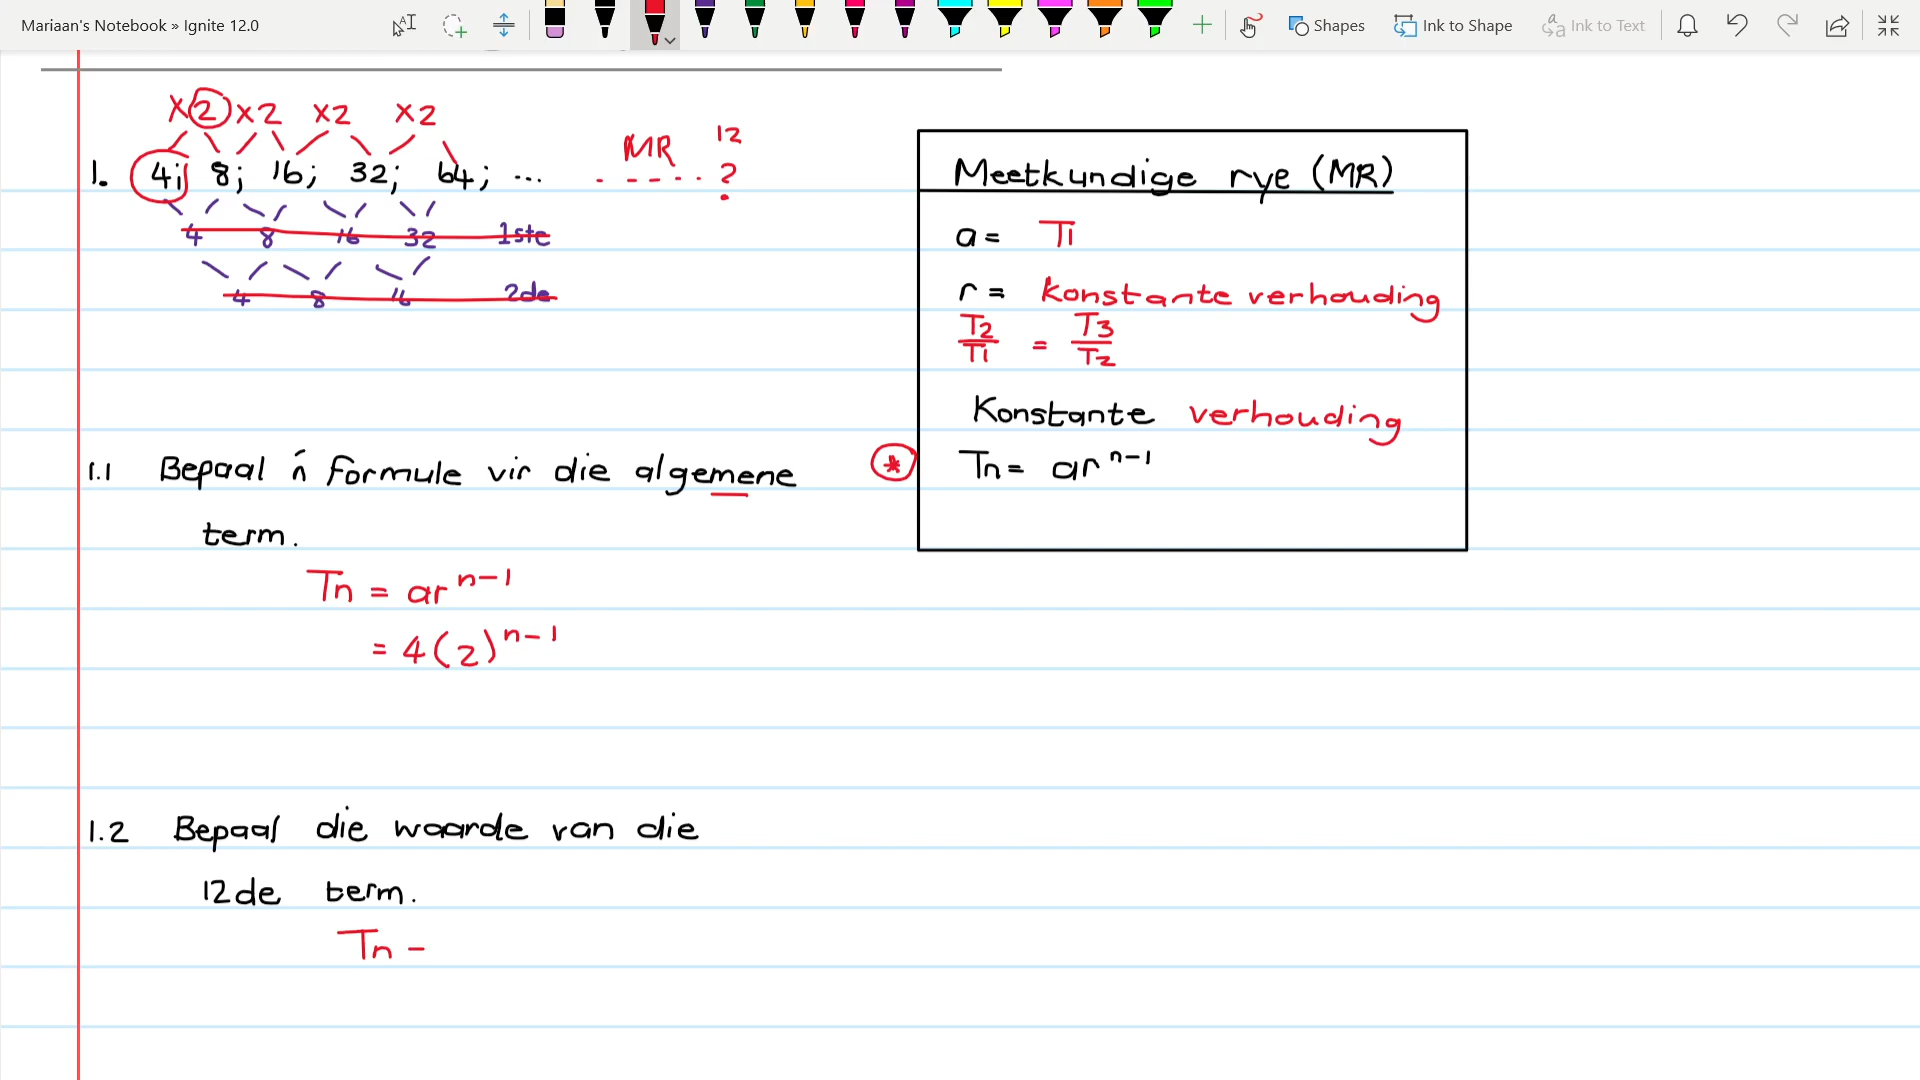 Mariaan's Notebook » Ignite 12.0
Shapes
Ink to Shape
Ink to Text
x2 x2 x2 x2
1. 4; 8; 16; 32; 64; ... MR ..... ? 12
4 8 16 32 1ste
4 8 16 2de
Meetkundige rye (MR)
a = T1
r = konstante verhouding
T2/T1 = T3/T2
Konstante verhouding
* Tn = ar^n-1
1.1 Bepaal 'n formule vir die algemene
term.
Tn = ar^n-1
= 4(2)^n-1
1.2 Bepaal die waarde van die
12de term.
Tn -